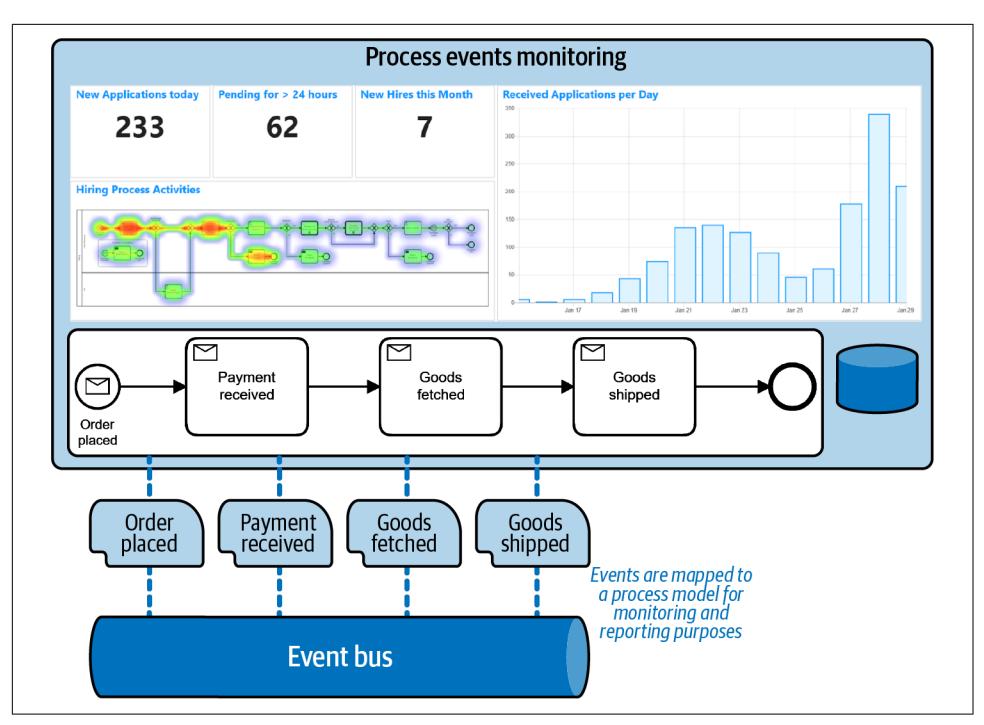 Process events monitoring
New Applications today
233
Pending for > 24 hours
62
New Hires this Month
7
Received Applications per Day
350
300
250
200
150
100
50
0
Jan 17
Jan 19
Jan 21
Jan 23
Jan 25
Jan 27
Jan 29
Hiring Process Activities
Order
placed
Payment
received
Goods
fetched
Goods
shipped
Order
placed
Payment
received
Goods
fetched
Goods
shipped
Events are mapped to
a process model for
monitoring and
reporting purposes
Event bus